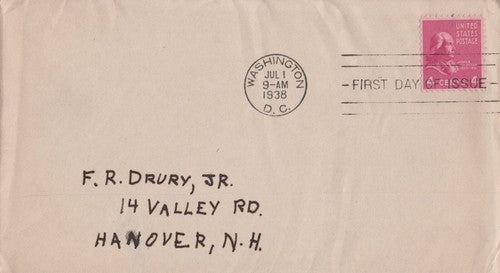 UNITED
STATES
POSTAGE
WASHINGTON
JUL 1
9-AM
1938
D. C.
FIRST DAY OF ISSUE
F. R. DRURY, JR.
14 VALLEY RD.
HANOVER, N. H.